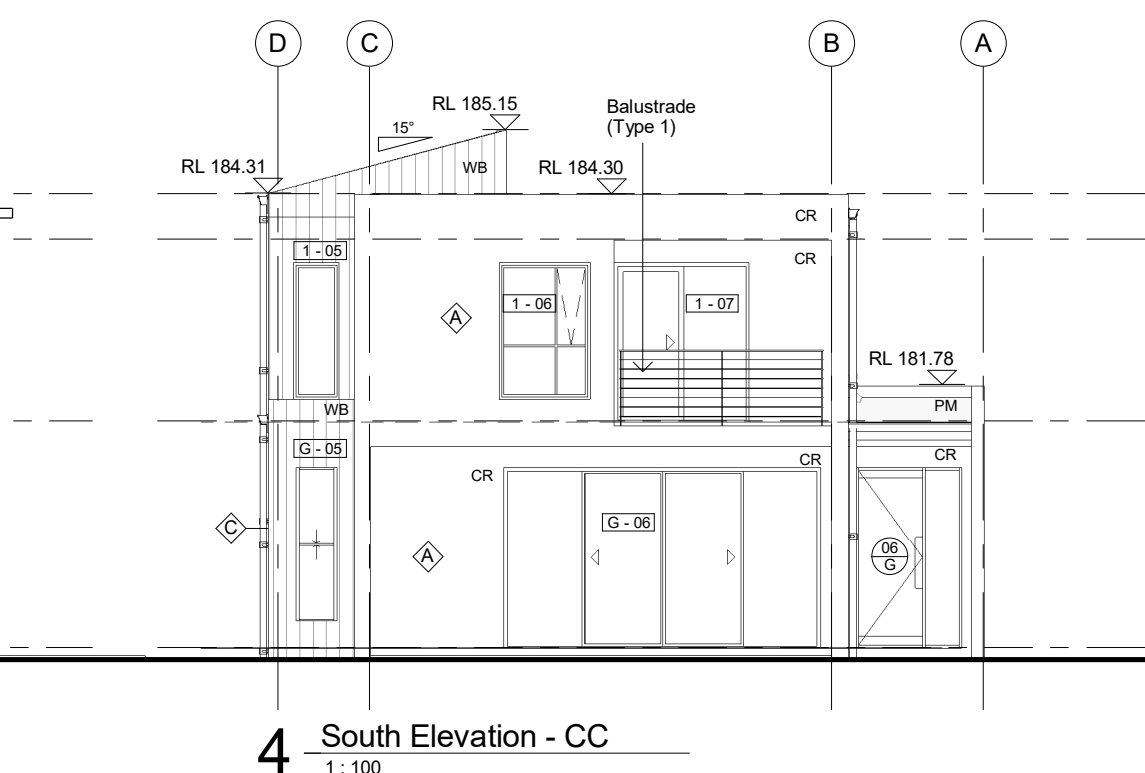 D
C
B
A
RL 185.15
Balustrade
(Type 1)
15°
RL 184.31
WB
RL 184.30
CR
1 - 05
CR
1 - 06
1 - 07
A
RL 181.78
WB
PM
G - 05
CR
CR
CR
G - 06
C
A
06
G
4
South Elevation - CC
1 : 100